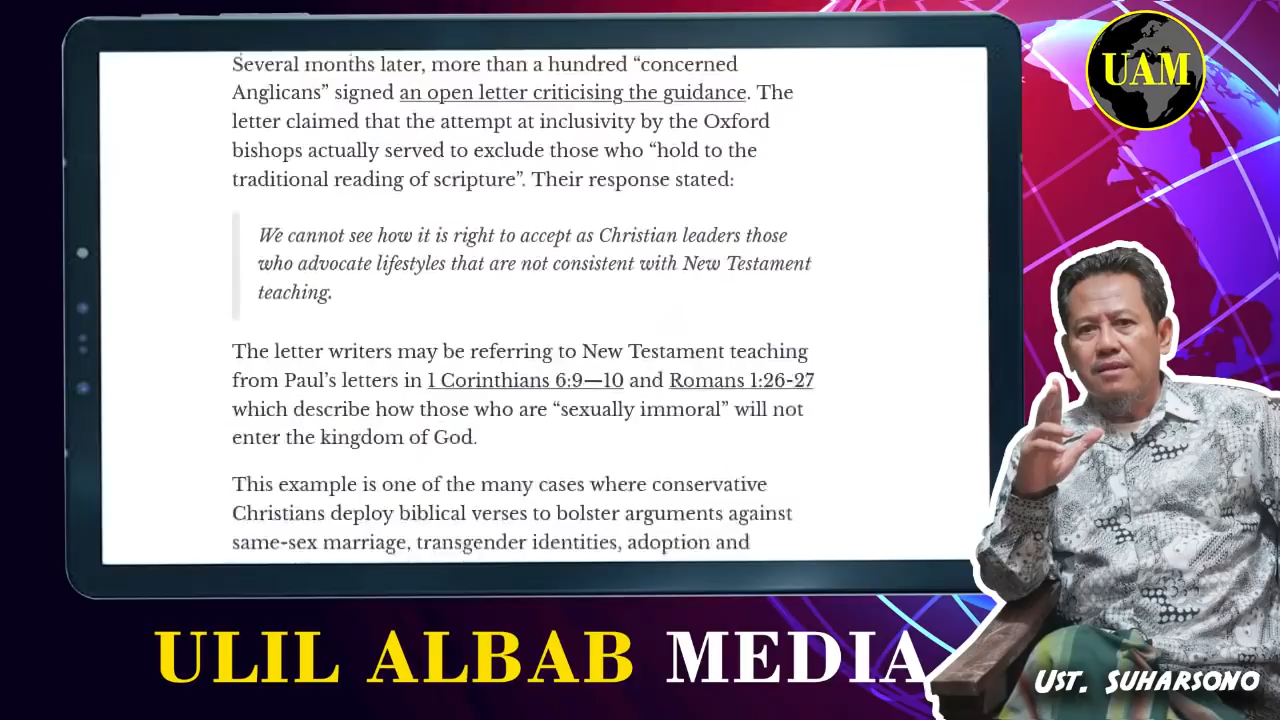 Several months later, more than a hundred “concerned
Anglicans” signed an open letter criticising the guidance. The
letter claimed that the attempt at inclusivity by the Oxford
bishops actually served to exclude those who “hold to the
traditional reading of scripture”. Their response stated:
We cannot see how it is right to accept as Christian leaders those
who advocate lifestyles that are not consistent with New Testament
teaching.
The letter writers may be referring to New Testament teaching
from Paul’s letters in 1 Corinthians 6:9—10 and Romans 1:26-27
which describe how those who are “sexually immoral” will not
enter the kingdom of God.
This example is one of the many cases where conservative
Christians deploy biblical verses to bolster arguments against
same-sex marriage, transgender identities, adoption and
UAM
ULIL ALBAB MEDIA
UST. SUHARSONO